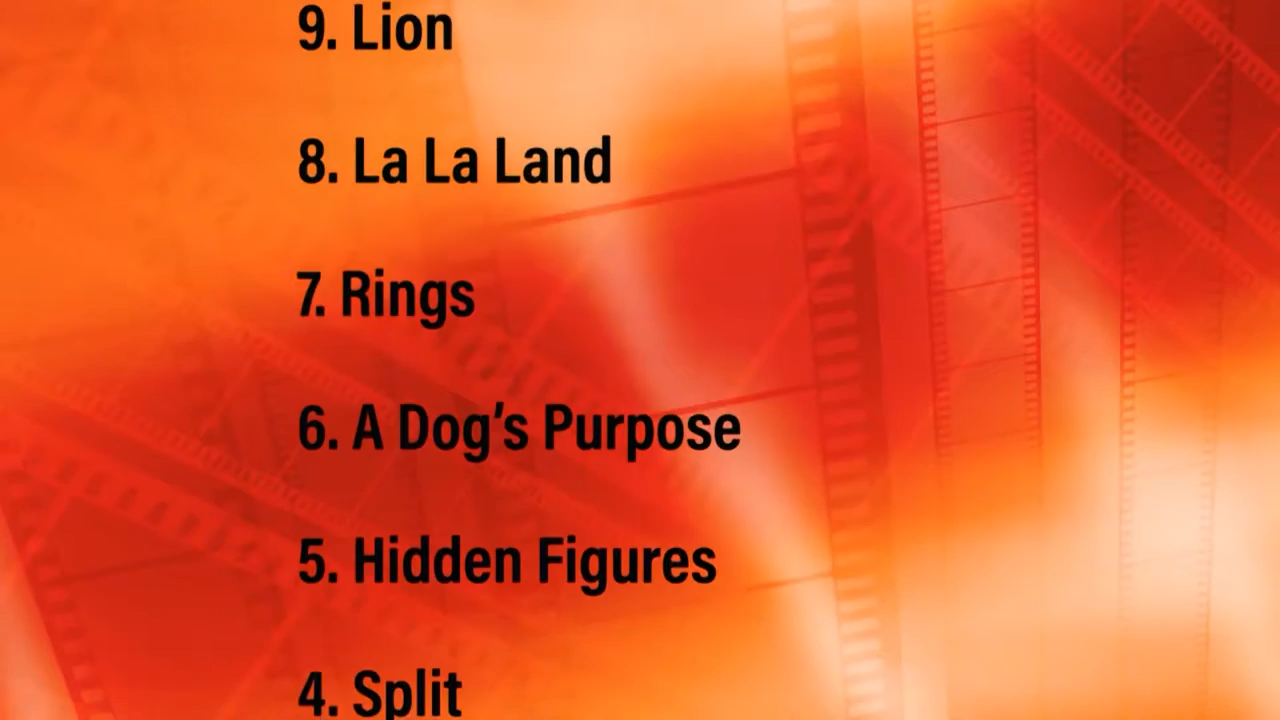 9. Lion
8. La La Land
7. Rings
6. A Dog's Purpose
5. Hidden Figures
4. Split